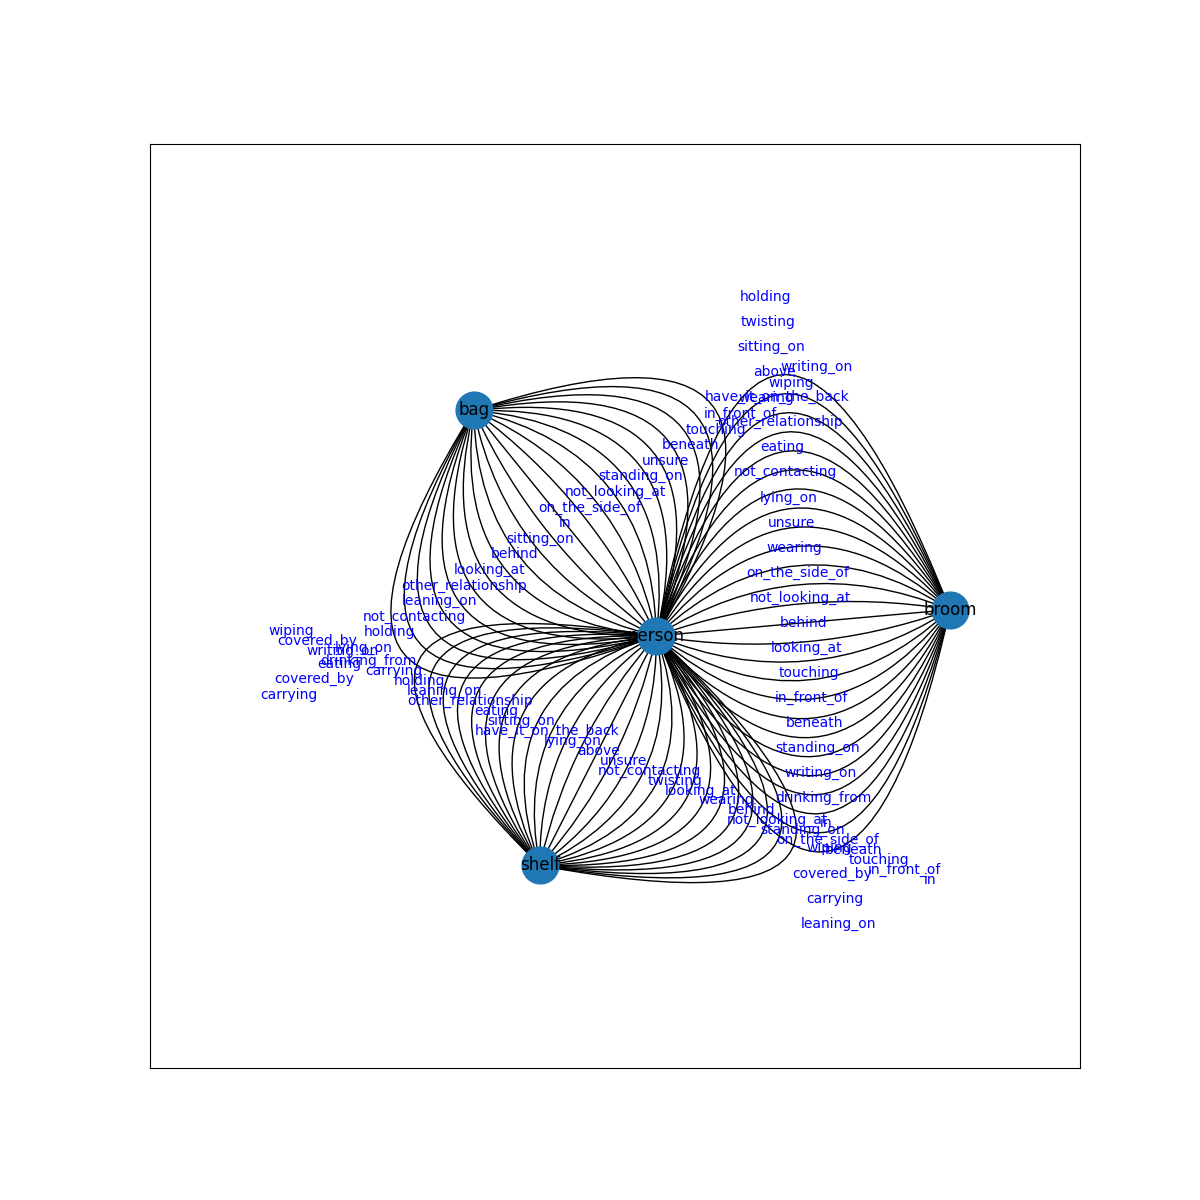 holding
twisting
sitting_on
writing_on
above
wiping
have_it_on_the_back
wearing
bag
in_front_of
other_relationship
touching
beneath
eating
unsure
not_contacting
standing_on
not_looking_at
lying_on
on_the_side_of
in
unsure
sitting_on
wearing
behind
looking_at
on_the_side_of
other_relationship
not_looking_at
leaning_on
broom
not_contacting
behind
holding
wiping
person
covered_by
looking_at
lying_on
writing_on
drinking_from
eating
carrying
touching
covered_by
holding
leaning_on
carrying
in_front_of
other_relationship
eating
sitting_on
beneath
have_it_on_the_back
lying_on
standing_on
above
unsure
not_contacting
writing_on
twisting
looking_at
drinking_from
wearing
behind
not_looking_at
in
standing_on
on_the_side_of
wiping
beneath
touching
shelf
in_front_of
covered_by
in
carrying
leaning_on